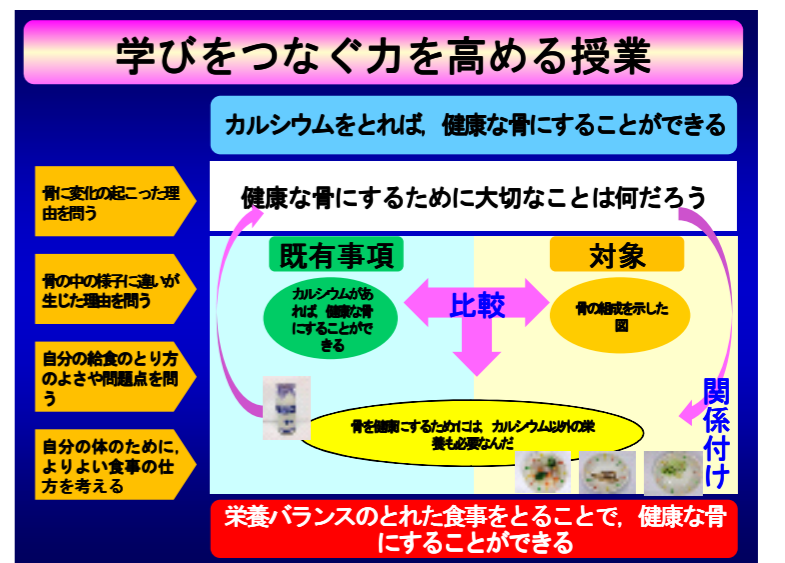 学びをつなぐ力を高める授業
カルシウムをとれば，健康な骨にすることができる
骨に変化の起こった理
由を問う
健康な骨にするために大切なことは何だろう
既有事項
対象
骨の中の様子に違いが
生じた理由を問う
カルシウムがあ
れば，健康な骨
にすることがで
きる
比較
骨の組成を示した
図
自分の給食のとり方
のよさや問題点を問
う
関係付け
骨を健康にするためには，カルシウム以外の栄
養も必要なんだ
自分の体のために，
よりよい食事の仕
方を考える
栄養バランスのとれた食事をとることで，健康な骨
にすることができる